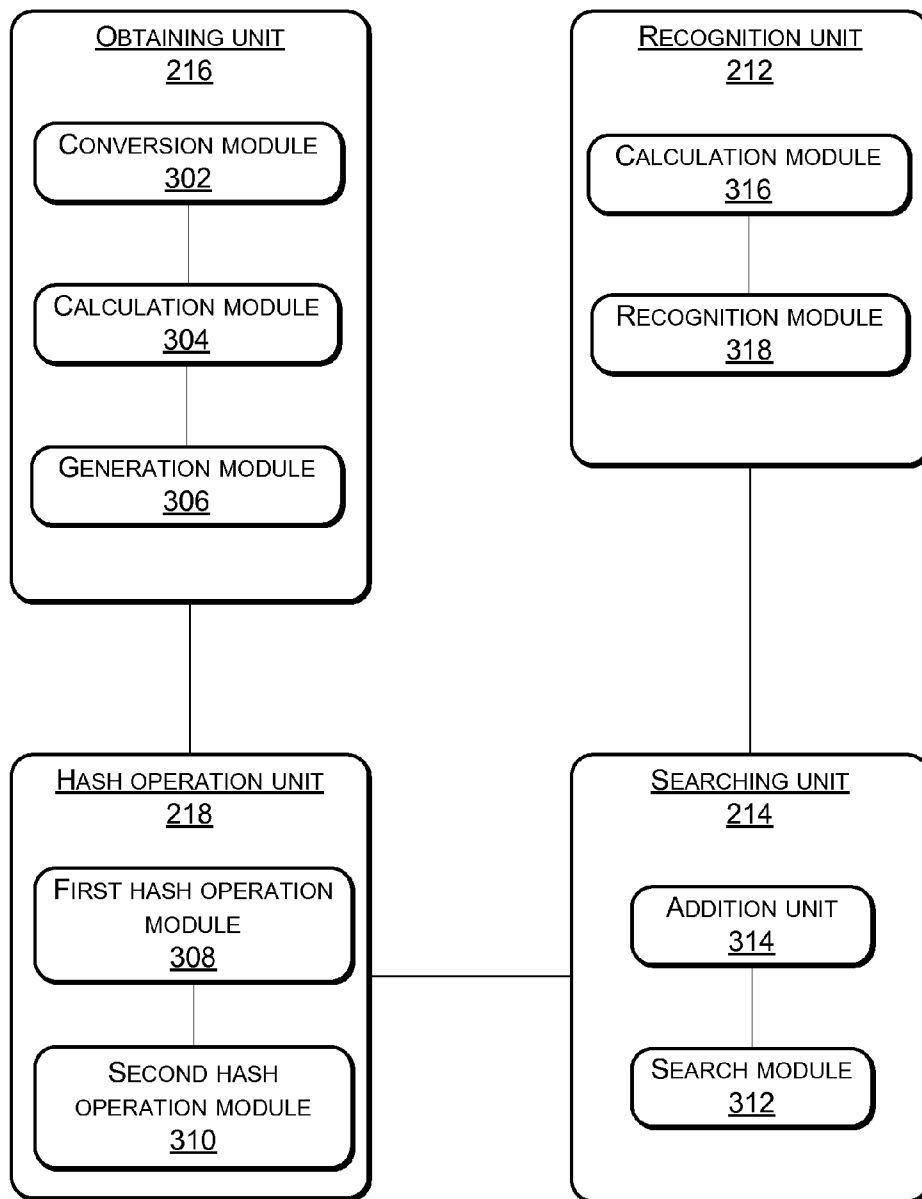 OBTAINING UNIT
216
CONVERSION MODULE
302
CALCULATION MODULE
304
GENERATION MODULE
306
RECOGNITION UNIT
212
CALCULATION MODULE
316
RECOGNITION MODULE
318
HASH OPERATION UNIT
218
FIRST HASH OPERATION
MODULE
308
SECOND HASH
OPERATION MODULE
310
SEARCHING UNIT
214
ADDITION UNIT
314
SEARCH MODULE
312